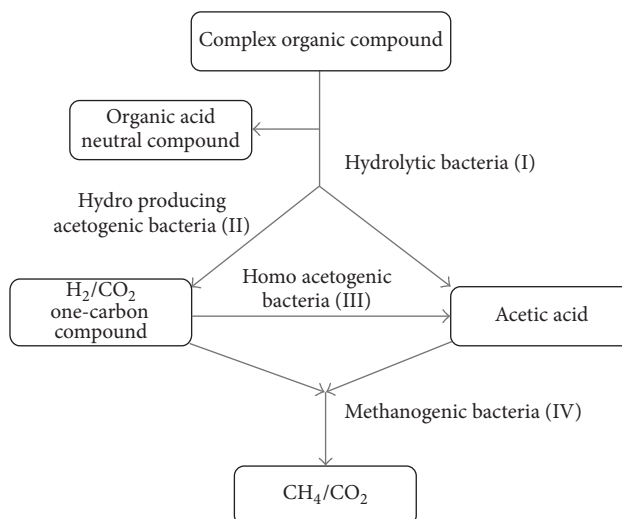 Complex organic compound
Organic acid
neutral compound
Hydrolytic bacteria (I)
Hydro producing
acetogenic bacteria (II)
H₂/CO₂
one-carbon
compound
Homo acetogenic
bacteria (III)
Acetic acid
Methanogenic bacteria (IV)
CH₄/CO₂